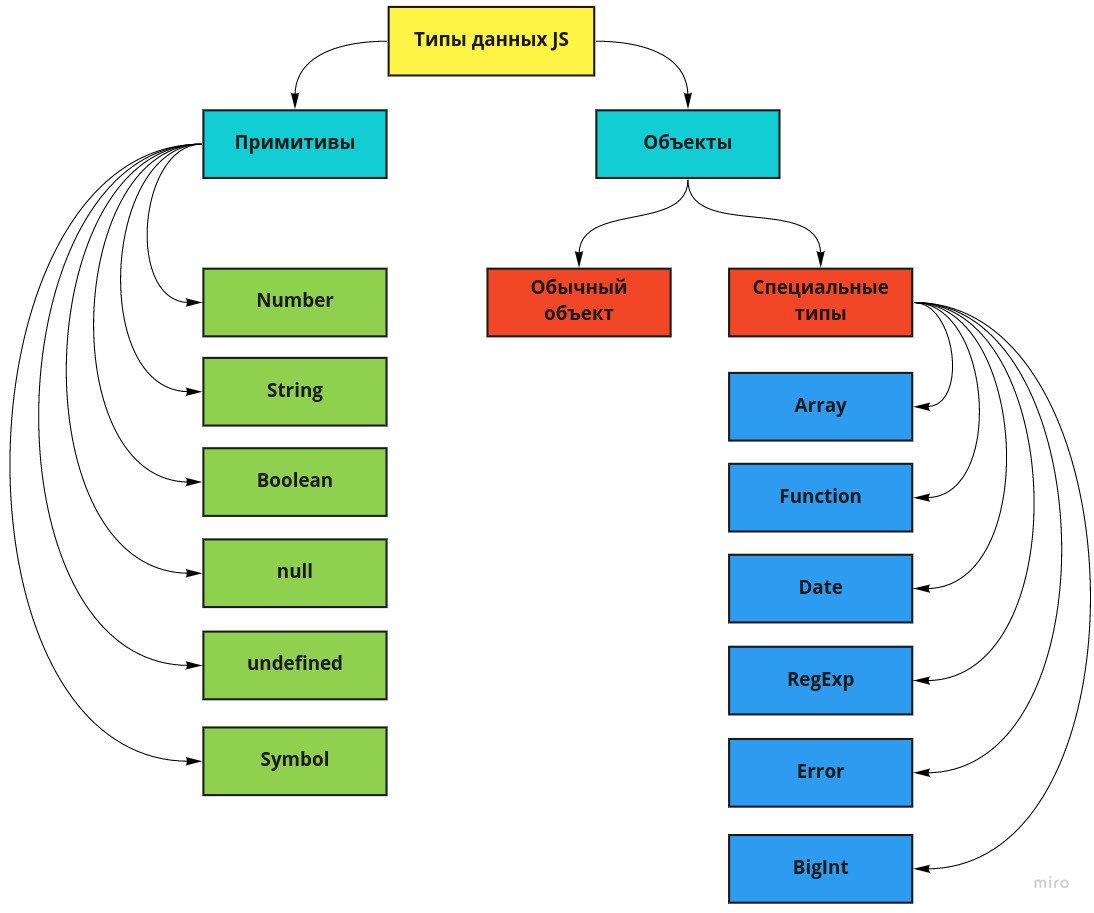 Типы данных JS
Примитивы
Объекты
Number
String
Boolean
null
undefined
Symbol
Обычный
объект
Специальные
типы
Array
Function
Date
RegExp
Error
BigInt
miro